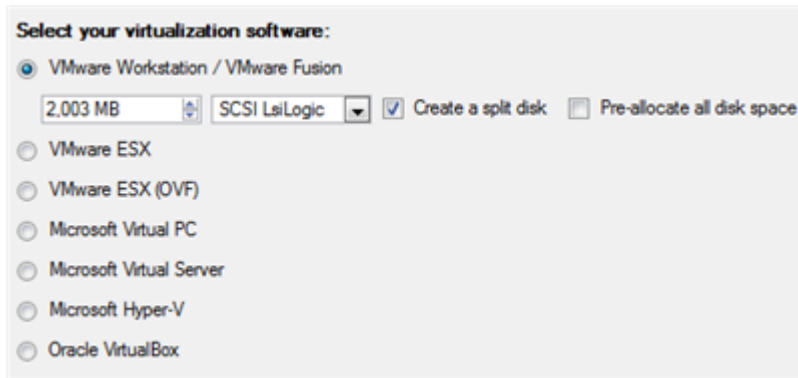 Select your virtualization software:
VMware Workstation / VMware Fusion
2,003 MB SCSI LsiLogic Create a split disk Pre-allocate all disk space
VMware ESX
VMware ESX (OVF)
Microsoft Virtual PC
Microsoft Virtual Server
Microsoft Hyper-V
Oracle VirtualBox